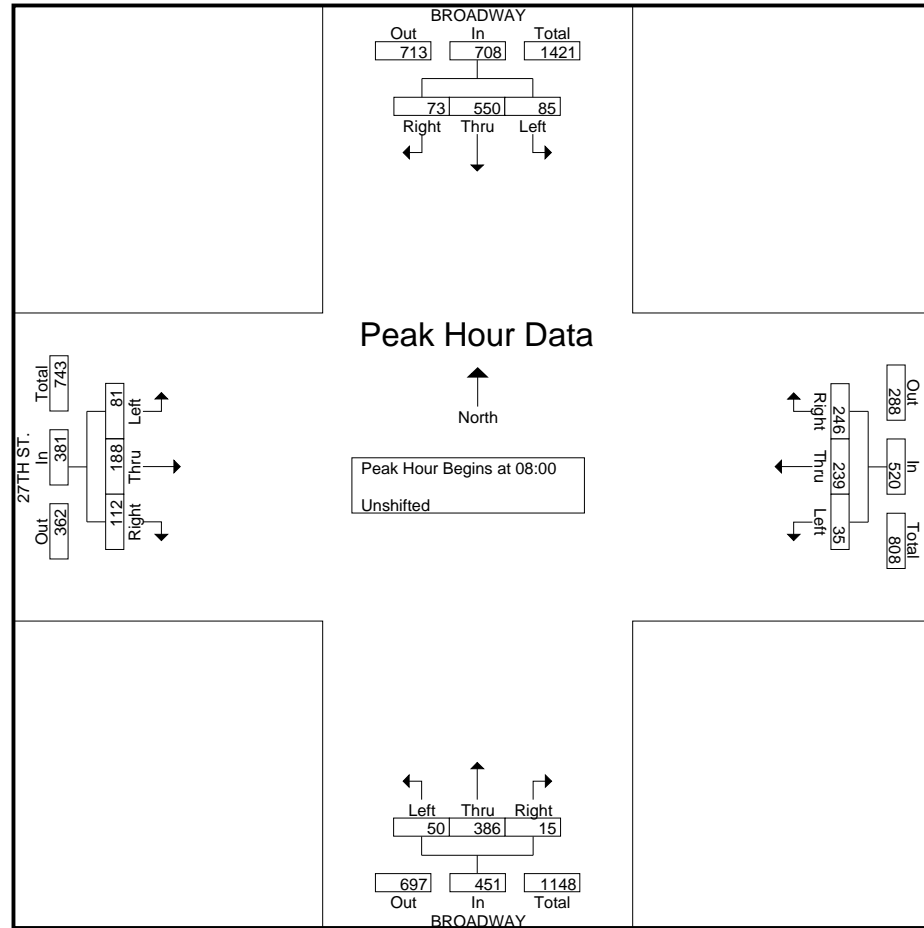 BROADWAY
Out In Total
713 708 1421
73 550 85
Right Thru Left
Peak Hour Data
North
Peak Hour Begins at 08:00
Unshifted
27TH ST.
Total In Out
743 381 362
81 188 112
Left Thru Right
Out In Total
288 520 808
246 239 35
Right Thru Left
Left Thru Right
50 386 15
697 451 1148
Out In Total
BROADWAY